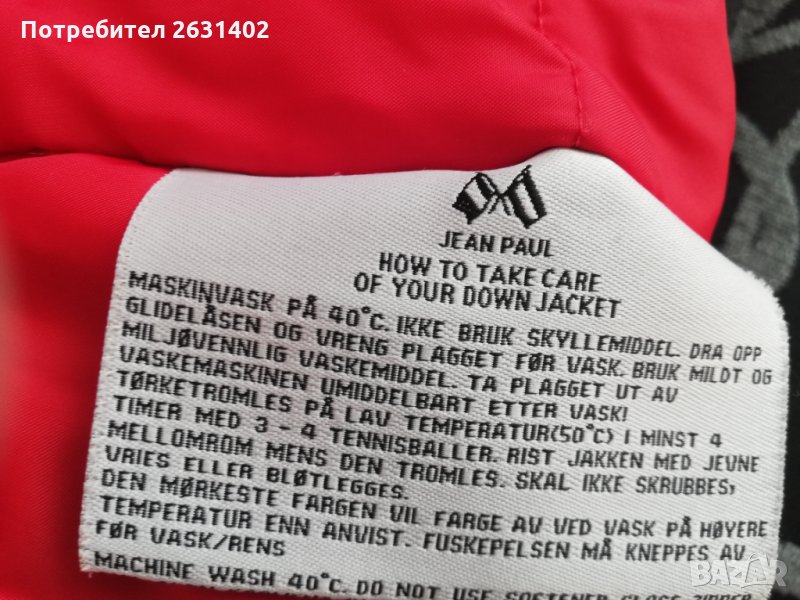 Потребител 2631402
JEAN PAUL
HOW TO TAKE CARE
OF YOUR DOWN JACKET
MASKINVASK PÅ 40°C. IKKE BRUK SKYLLEMIDDEL. DRA OPP
GLIDELÅSEN OG VRENG PLAGGET FØR VASK. BRUK MILDT OG
MILJØVENNLIG VASKEMIDDEL. TA PLAGGET UT AV
VASKEMASKINEN UMIDDELBART ETTER VASK!
TØRKETROMLES PÅ LAV TEMPERATUR(50°C) I MINST 4
TIMER MED 3 - 4 TENNISBALLER. RIST JAKKEN MED JEVNE
MELLOMROM MENS DEN TROMLES. SKAL IKKE SKRUBBES,
VRIES ELLER BLØTLEGGES.
DEN MØRKESTE FARGEN VIL FARGE AV VED VASK PÅ HØYERE
TEMPERATUR ENN ANVIST. FUSKEPELSEN MÅ KNEPPES AV
FØR VASK/RENS
MACHINE WASH 40°C. DO NOT USE SOFTENER. CLOSE ZIPPER
BAZAR